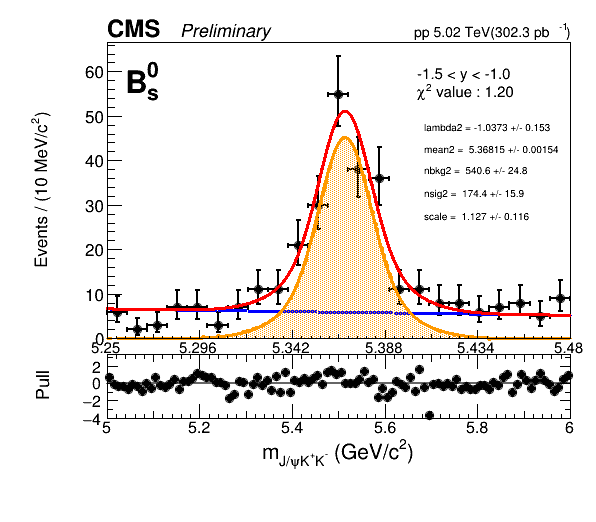 CMS Preliminary pp 5.02 TeV(302.3 pb⁻¹)
B⁰ₛ
-1.5 < y < -1.0
χ² value : 1.20
lambda2 = -1.0373 +/- 0.153
mean2 = 5.36815 +/- 0.00154
nbkg2 = 540.6 +/- 24.8
nsig2 = 174.4 +/- 15.9
scale = 1.127 +/- 0.116
Events / (10 MeV/c²)
60
50
40
30
20
10
0
5.25 5.296 5.342 5.388 5.434 5.48
Pull
2
0
−2
−4
5 5.2 5.4 5.6 5.8 6
m_J/ψK⁺K⁻ (GeV/c²)